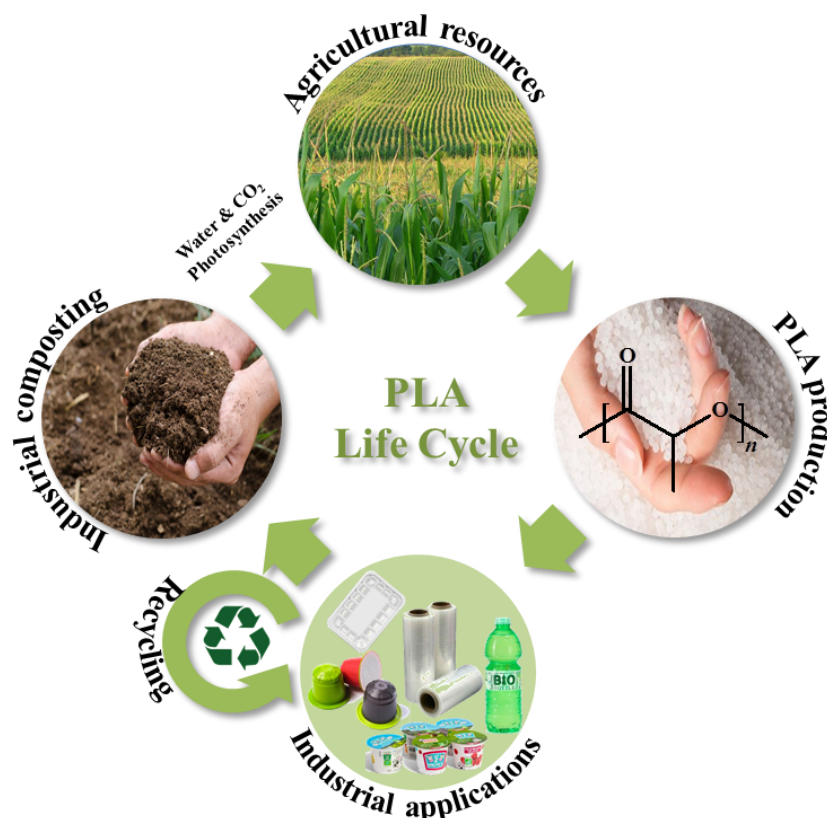 Agricultural resources
Water & CO₂
Photosynthesis
PLA production
O
O
n
PLA
Life Cycle
Industrial composting
Recycling
BIO
Industrial applications